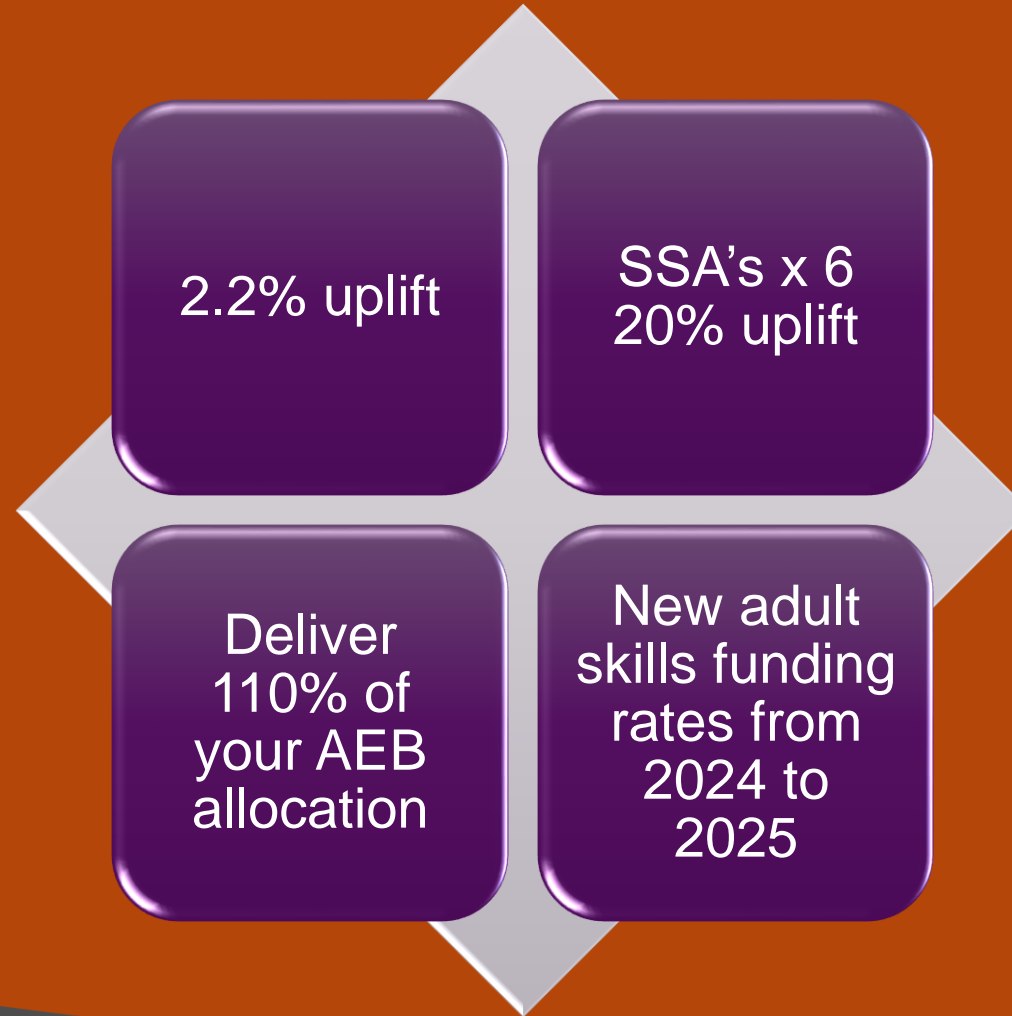 2.2% uplift
SSA’s x 6
20% uplift
Deliver
110% of
your AEB
allocation
New adult
skills funding
rates from
2024 to
2025